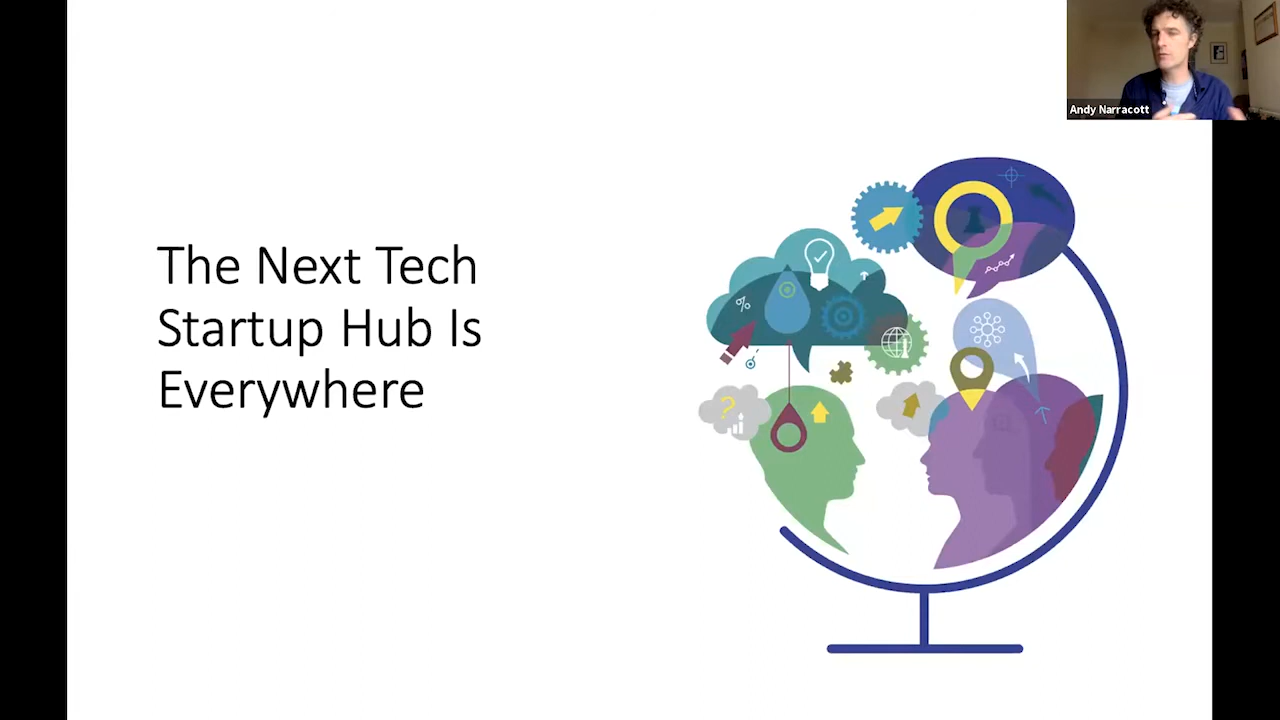 Andy Narracott
The Next Tech
Startup Hub Is
Everywhere
%
?